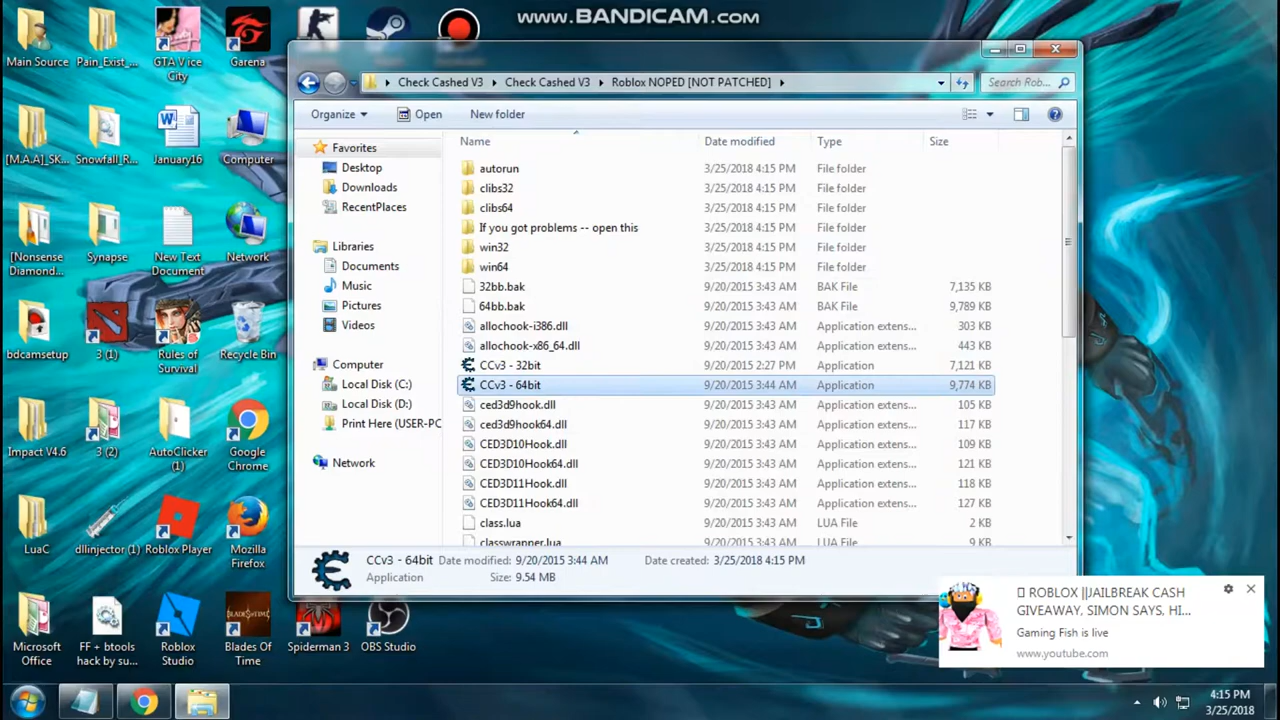 www.BANDICAM.com
Main Source
Pain_Exist_...
GTA V ice City
Garena
Check Cashed V3
Check Cashed V3
Roblox NOPED [NOT PATCHED]
Search Rob...
Organize
Open
New folder
[M.A.A]_SK...
Snowfall_R...
January16
Computer
[Nonsense Diamond...
Synapse
New Text Document
Network
bdcamsetup
3 (1)
Rules of Survival
Recycle Bin
Impact V4.6
3 (2)
AutoClicker (1)
Google Chrome
LuaC
dllinjector (1)
Roblox Player
Mozilla Firefox
Microsoft Office
FF + btools hack by su...
Roblox Studio
Blades Of Time
Spiderman 3
OBS Studio
Favorites
Desktop
Downloads
RecentPlaces
Libraries
Documents
Music
Pictures
Videos
Computer
Local Disk (C:)
Local Disk (D:)
Print Here (USER-PC
Network
Name Date modified Type Size
autorun 3/25/2018 4:15 PM File folder
clibs32 3/25/2018 4:15 PM File folder
clibs64 3/25/2018 4:15 PM File folder
If you got problems -- open this 3/25/2018 4:15 PM File folder
win32 3/25/2018 4:15 PM File folder
win64 3/25/2018 4:15 PM File folder
32bb.bak 9/20/2015 3:43 AM BAK File 7,135 KB
64bb.bak 9/20/2015 3:43 AM BAK File 9,789 KB
allochook-i386.dll 9/20/2015 3:43 AM Application extens... 303 KB
allochook-x86_64.dll 9/20/2015 3:43 AM Application extens... 443 KB
CCv3 - 32bit 9/20/2015 2:27 PM Application 7,121 KB
CCv3 - 64bit 9/20/2015 3:44 AM Application 9,774 KB
ced3d9hook.dll 9/20/2015 3:43 AM Application extens... 105 KB
ced3d9hook64.dll 9/20/2015 3:43 AM Application extens... 117 KB
CED3D10Hook.dll 9/20/2015 3:43 AM Application extens... 109 KB
CED3D10Hook64.dll 9/20/2015 3:43 AM Application extens... 121 KB
CED3D11Hook.dll 9/20/2015 3:43 AM Application extens... 118 KB
CED3D11Hook64.dll 9/20/2015 3:43 AM Application extens... 127 KB
class.lua 9/20/2015 3:43 AM LUA File 2 KB
classwrapper.lua 9/20/2015 3:43 AM LUA File 9 KB
CCv3 - 64bit Date modified: 9/20/2015 3:44 AM Date created: 3/25/2018 4:15 PM
Application Size: 9.54 MB
ROBLOX ||JAILBREAK CASH
GIVEAWAY, SIMON SAYS, HI...
Gaming Fish is live
www.youtube.com
4:15 PM
3/25/2018